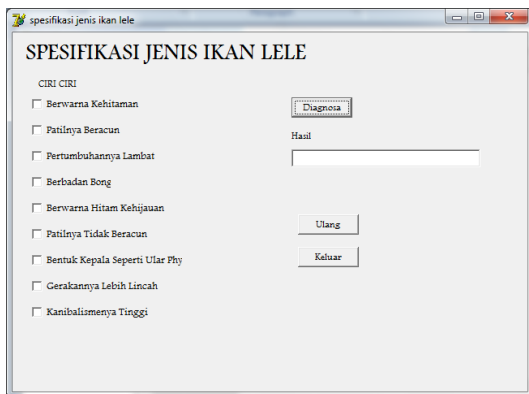 spesifikasi jenis ikan lele
SPESIFIKASI JENIS IKAN LELE
CIRI CIRI
Berwarna Kehitaman
Patilnya Beracun
Pertumbuhannya Lambat
Berbadan Bong
Berwarna Hitam Kehijauan
Patilnya Tidak Beracun
Bentuk Kepala Seperti Ular Phy
Gerakannya Lebih Lincah
Kanibalismenya Tinggi
Diagnosa
Hasil
Ulang
Keluar